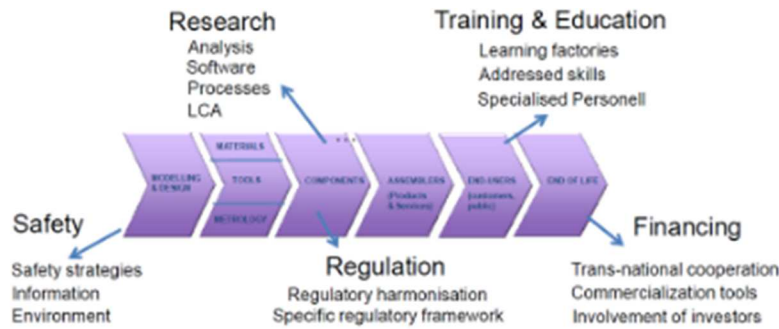 Research
Analysis
Software
Processes
LCA
Training & Education
Learning factories
Addressed skills
Specialised Personell
...
MODELLING
& DESIGN
MATERIALS
TOOLS
METROLOGY
COMPONENTS
ASSEMBLERS
(Products
& Services)
END-USERS
(customers,
public)
END OF LIFE
Safety
Safety strategies
Information
Environment
Regulation
Regulatory harmonisation
Specific regulatory framework
Financing
Trans-national cooperation
Commercialization tools
Involvement of investors